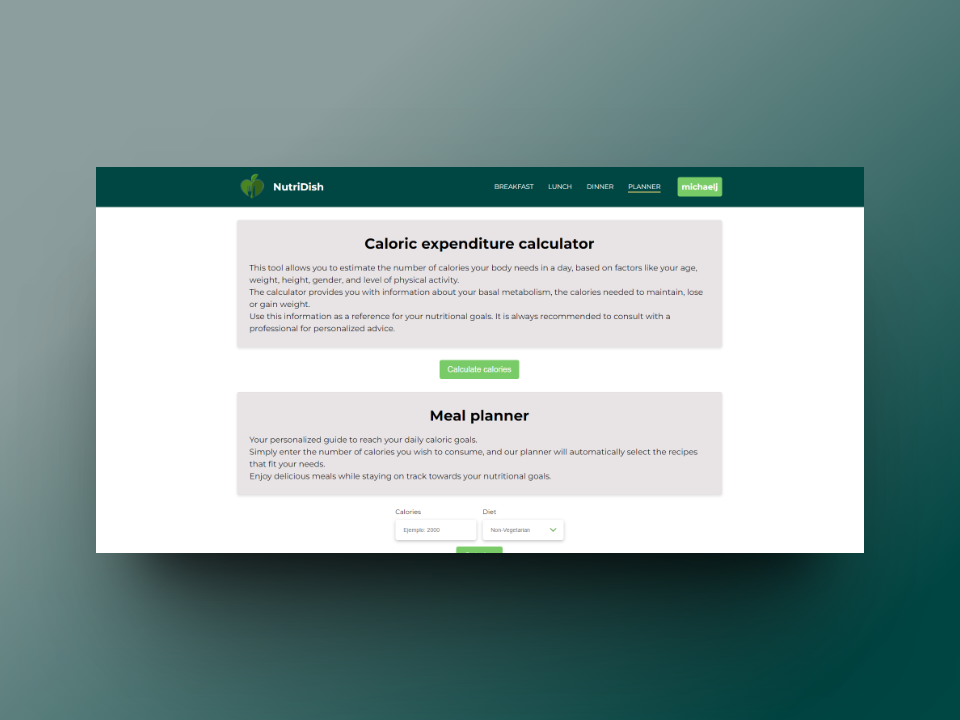 NutriDish
BREAKFAST LUNCH DINNER PLANNER michaelj
Caloric expenditure calculator
This tool allows you to estimate the number of calories your body needs in a day, based on factors like your age,
weight, height, gender, and level of physical activity.
The calculator provides you with information about your basal metabolism, the calories needed to maintain, lose
or gain weight.
Use this information as a reference for your nutritional goals. It is always recommended to consult with a
professional for personalized advice.
Calculate calories
Meal planner
Your personalized guide to reach your daily caloric goals.
Simply enter the number of calories you wish to consume, and our planner will automatically select the recipes
that fit your needs.
Enjoy delicious meals while staying on track towards your nutritional goals.
Calories Diet
Ejemplo: 2000 Non-Vegetarian